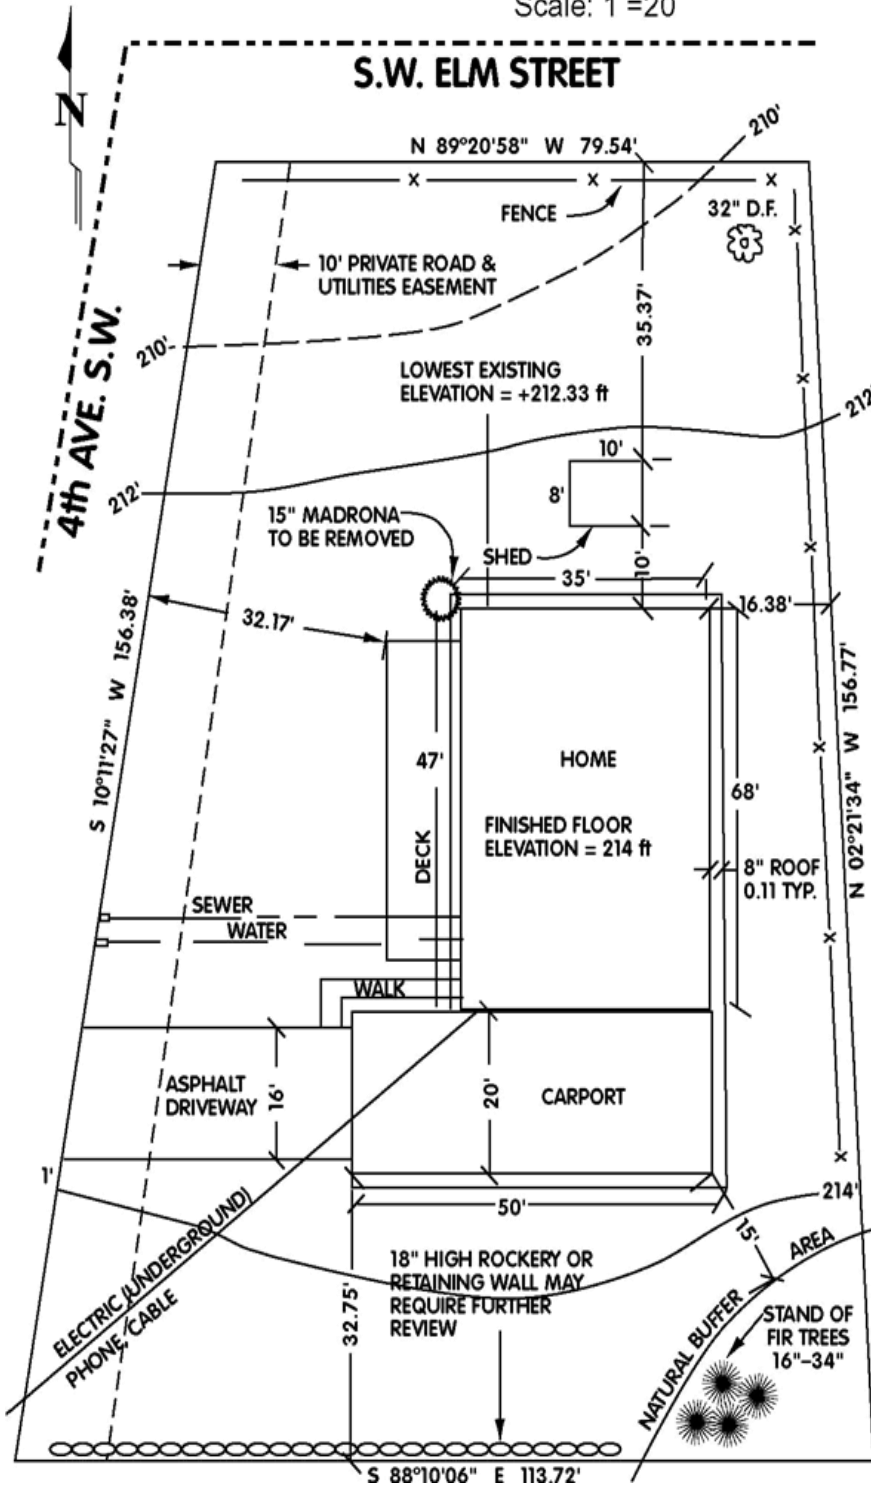 Scale: 1"=20
S.W. ELM STREET
N
N 89°20'58" W 79.54'
210'
FENCE
32" D.F.
10' PRIVATE ROAD &
UTILITIES EASEMENT
35.37'
4th AVE. S.W.
210'
LOWEST EXISTING
ELEVATION = +212.33 ft
212'
10'
8'
212'
15" MADRONA
TO BE REMOVED
SHED
10'
35'
16.38'
32.17'
S 10°11'27" W 156.38'
N 02°21'34" W 156.77'
47'
HOME
68'
FINISHED FLOOR
ELEVATION = 214 ft
DECK
8" ROOF
0.11 TYP.
SEWER
WATER
WALK
ASPHALT
DRIVEWAY
16'
20'
CARPORT
1'
214'
50'
15'
AREA
NATURAL BUFFER
18" HIGH ROCKERY OR
RETAINING WALL MAY
REQUIRE FURTHER
REVIEW
ELECTRIC (UNDERGROUND)
PHONE, CABLE
32.75'
STAND OF
FIR TREES
16"–34"
S 88°10'06" E 113.72'